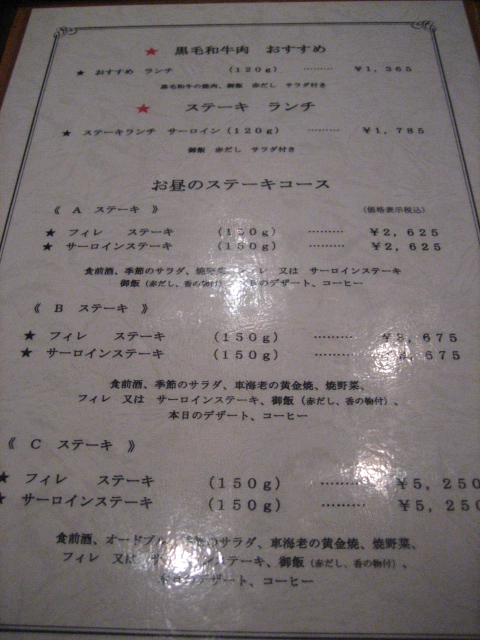 ★ 黒毛和牛肉 おすすめ
★ おすすめ ランチ (120g) ……… ￥1,365
黒毛和牛の焼肉、御飯 赤だし サラダ付き
★ ステーキ ランチ
★ ステーキランチ サーロイン (120g) ……… ￥1,785
御飯 赤だし サラダ付き
お昼のステーキコース
《 A ステーキ 》 (価格表示税込)
★ フィレ ステーキ (150g) ……… ￥2,625
★ サーロインステーキ (150g) ……… ￥2,625
食前酒、季節のサラダ、焼野菜、フィレ 又は サーロインステーキ
御飯 (赤だし、香の物付) のデザート、コーヒー
《 B ステーキ 》
★ フィレ ステーキ (150g) ……… ,675
★ サーロインステーキ (150g) ……… ,675
食前酒、季節のサラダ、車海老の黄金焼、焼野菜、
フィレ 又は サーロインステーキ、御飯 (赤だし、香の物付)、
本日のデザート、コーヒー
《 C ステーキ 》
★ フィレ ステーキ (150g) ……… ￥5,250
★ サーロインステーキ (150g) ……… ￥5,250
食前酒、オードブル、季節のサラダ、車海老の黄金焼、焼野菜、
フィレ 又は サーロインステーキ、御飯 (赤だし、香の物付)、
本日のデザート、コーヒー